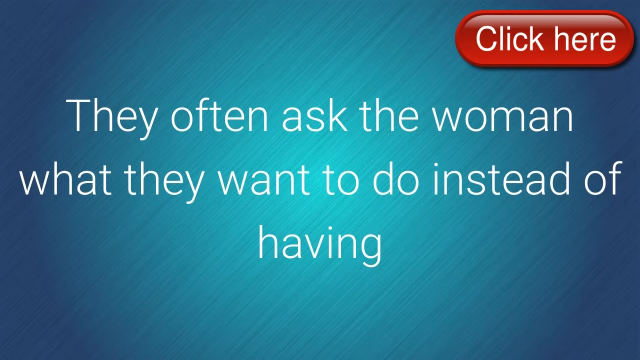 Click here
They often ask the woman
what they want to do instead of
having